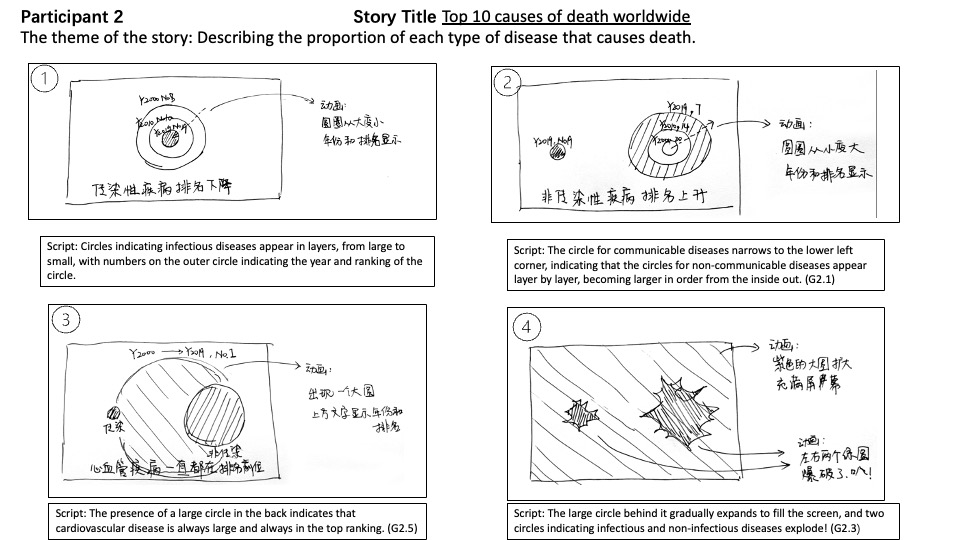 Participant 2
Story Title Top 10 causes of death worldwide
The theme of the story: Describing the proportion of each type of disease that causes death.
1
Y2000 No.3
Y2019, No.19
传染性疾病排名下降
动画:
圆圈从大度小
年份和排名显示
Script: Circles indicating infectious diseases appear in layers, from large to
small, with numbers on the outer circle indicating the year and ranking of the
circle.
2
Y2019, No.19
Y2019, 7
Y2010, 14
非传染性疾病排名上升
动画:
圆圈从小度大
年份和排名显示
Script: The circle for communicable diseases narrows to the lower left
corner, indicating that the circles for non-communicable diseases appear
layer by layer, becoming larger in order from the inside out. (G2.1)
3
Y2000 → Y2019, No.1
传染
非传染
心血管疾病一直都在排名前位
动画:
出现一个大圆
上方文字显示年份和
排名
Script: The presence of a large circle in the back indicates that
cardiovascular disease is always large and always in the top ranking. (G2.5)
4
动画:
紫色的大圆扩大
充满屏幕
动画:
左右两个小圆
爆破了
Script: The large circle behind it gradually expands to fill the screen, and two
circles indicating infectious and non-infectious diseases explode! (G2.3)